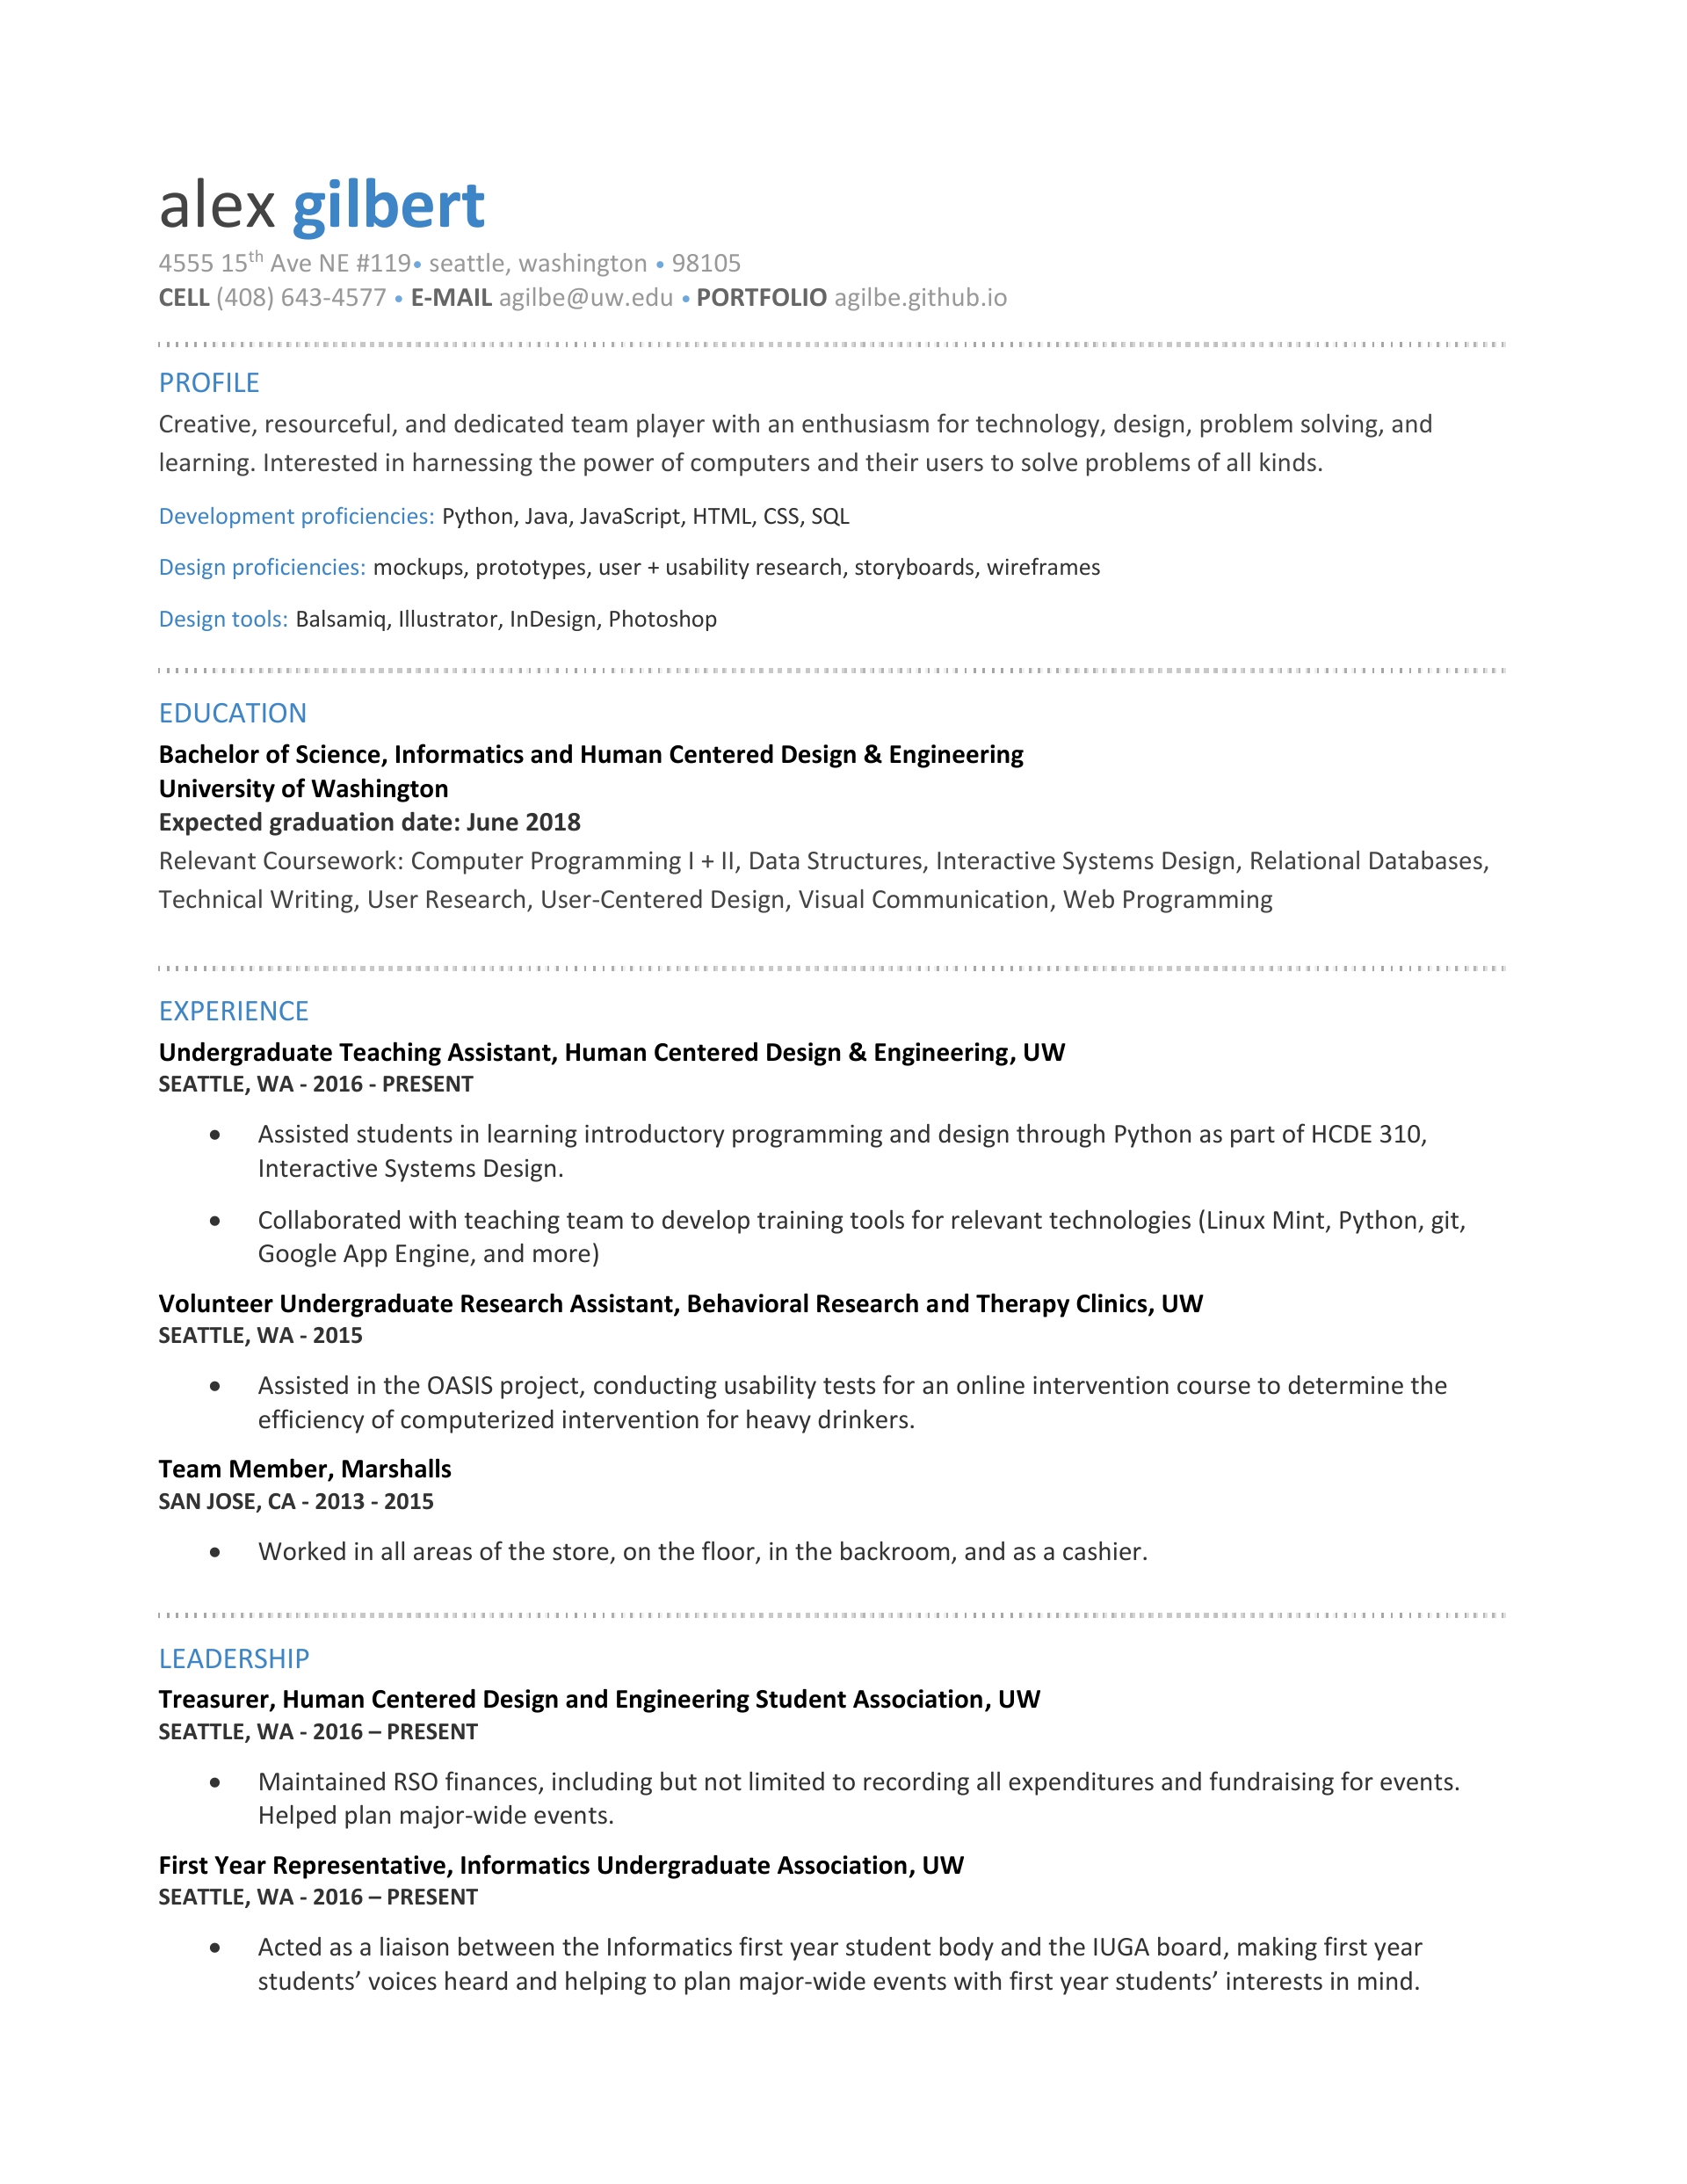 alex gilbert
4555 15th Ave NE #119• seattle, washington • 98105
CELL (408) 643-4577 • E-MAIL agilbe@uw.edu • PORTFOLIO agilbe.github.io
PROFILE
Creative, resourceful, and dedicated team player with an enthusiasm for technology, design, problem solving, and
learning. Interested in harnessing the power of computers and their users to solve problems of all kinds.
Development proficiencies: Python, Java, JavaScript, HTML, CSS, SQL
Design proficiencies: mockups, prototypes, user + usability research, storyboards, wireframes
Design tools: Balsamiq, Illustrator, InDesign, Photoshop
EDUCATION
Bachelor of Science, Informatics and Human Centered Design & Engineering
University of Washington
Expected graduation date: June 2018
Relevant Coursework: Computer Programming I + II, Data Structures, Interactive Systems Design, Relational Databases,
Technical Writing, User Research, User-Centered Design, Visual Communication, Web Programming
EXPERIENCE
Undergraduate Teaching Assistant, Human Centered Design & Engineering, UW
SEATTLE, WA - 2016 - PRESENT
• Assisted students in learning introductory programming and design through Python as part of HCDE 310,
Interactive Systems Design.
• Collaborated with teaching team to develop training tools for relevant technologies (Linux Mint, Python, git,
Google App Engine, and more)
Volunteer Undergraduate Research Assistant, Behavioral Research and Therapy Clinics, UW
SEATTLE, WA - 2015
• Assisted in the OASIS project, conducting usability tests for an online intervention course to determine the
efficiency of computerized intervention for heavy drinkers.
Team Member, Marshalls
SAN JOSE, CA - 2013 - 2015
• Worked in all areas of the store, on the floor, in the backroom, and as a cashier.
LEADERSHIP
Treasurer, Human Centered Design and Engineering Student Association, UW
SEATTLE, WA - 2016 – PRESENT
• Maintained RSO finances, including but not limited to recording all expenditures and fundraising for events.
Helped plan major-wide events.
First Year Representative, Informatics Undergraduate Association, UW
SEATTLE, WA - 2016 – PRESENT
• Acted as a liaison between the Informatics first year student body and the IUGA board, making first year
students’ voices heard and helping to plan major-wide events with first year students’ interests in mind.